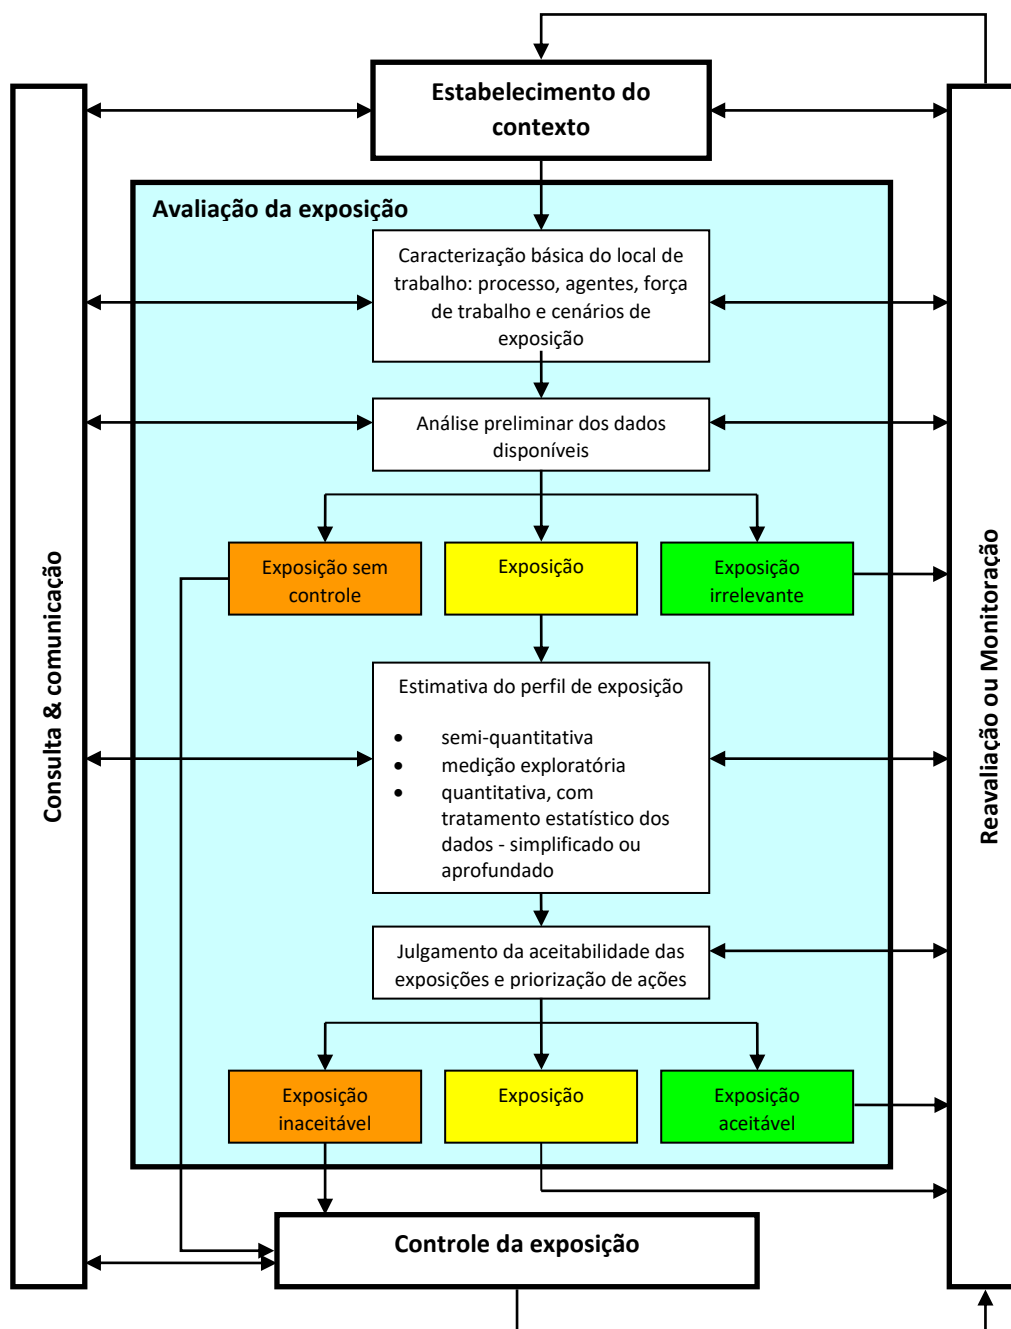 Estabelecimento do
contexto
Consulta & comunicação
Reavaliação ou Monitoração
Avaliação da exposição
Caracterização básica do local de
trabalho: processo, agentes, força
de trabalho e cenários de
exposição
Análise preliminar dos dados
disponíveis
Exposição sem
controle
Exposição
Exposição
irrelevante
Estimativa do perfil de exposição
• semi-quantitativa
• medição exploratória
• quantitativa, com
tratamento estatístico dos
dados - simplificado ou
aprofundado
Julgamento da aceitabilidade das
exposições e priorização de ações
Exposição
inaceitável
Exposição
Exposição
aceitável
Controle da exposição